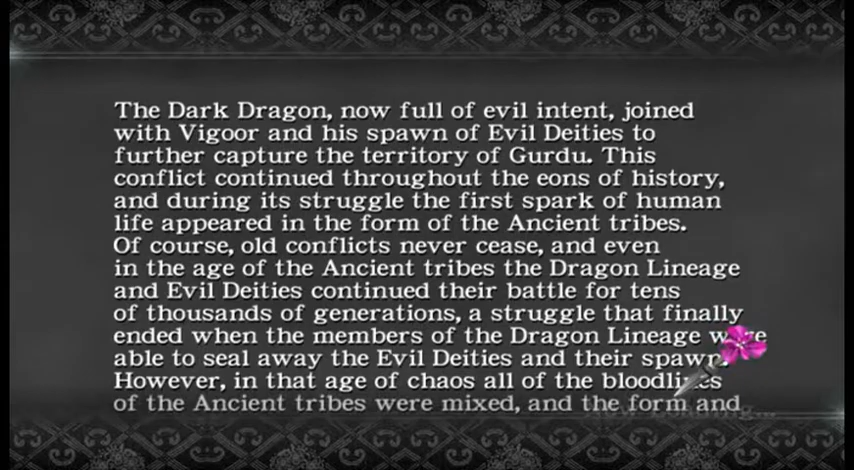 The Dark Dragon, now full of evil intent, joined
with Vigoor and his spawn of Evil Deities to
further capture the territory of Gurdu. This
conflict continued throughout the eons of history,
and during its struggle the first spark of human
life appeared in the form of the Ancient tribes.
Of course, old conflicts never cease, and even
in the age of the Ancient tribes the Dragon Lineage
and Evil Deities continued their battle for tens
of thousands of generations, a struggle that finally
ended when the members of the Dragon Lineage were
able to seal away the Evil Deities and their spawn.
However, in that age of chaos all of the bloodlines
of the Ancient tribes were mixed, and the form and
Now Loading...